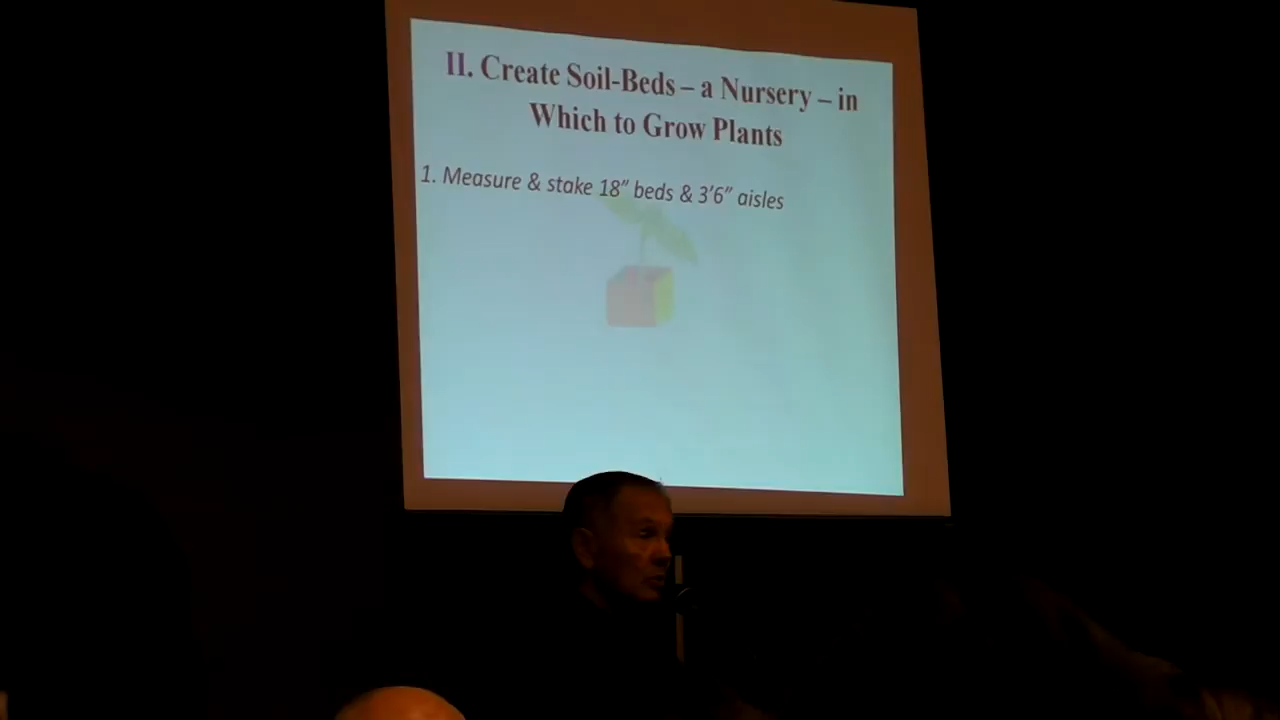 II. Create Soil-Beds – a Nursery – in
Which to Grow Plants
1. Measure & stake 18” beds & 3’6” aisles